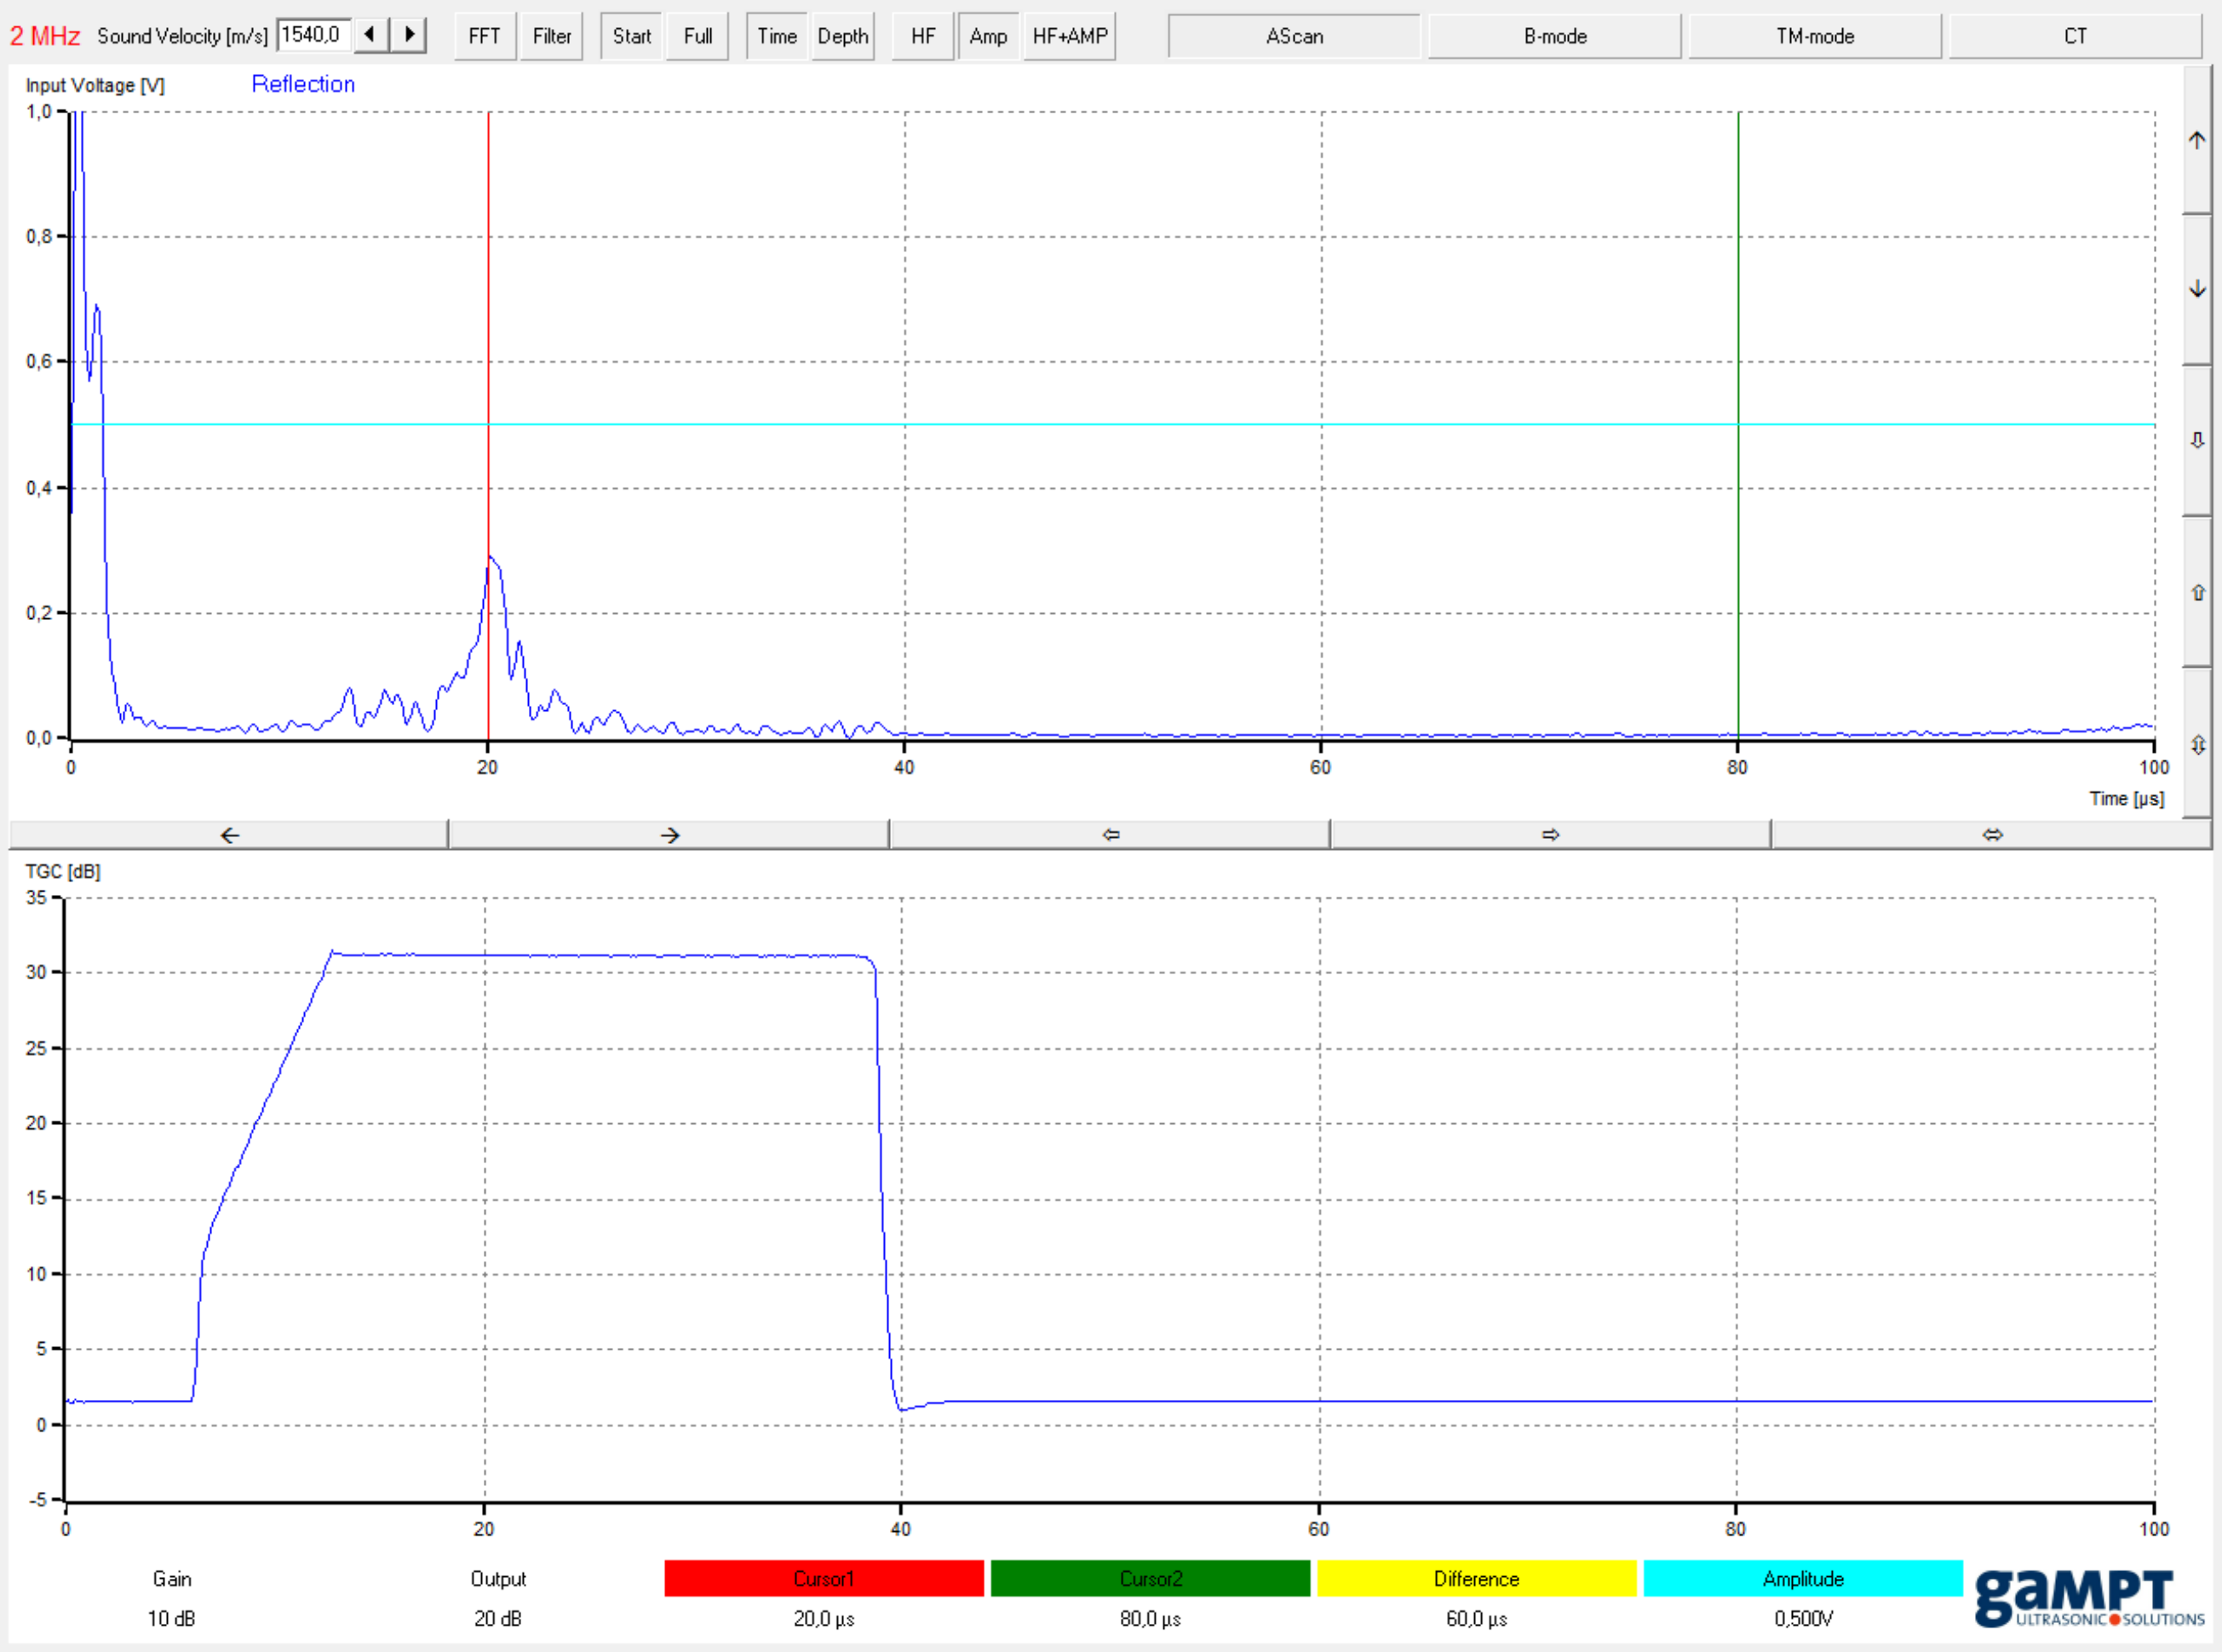 2 MHz Sound Velocity [m/s] 1540,0 FFT Filter Start Full Time Depth HF Amp HF+AMP AScan B-mode TM-mode CT
Input Voltage [V] Reflection
1,0
0,8
0,6
0,4
0,2
0,0
0 20 40 60 80 100
Time [µs]
TGC [dB]
35
30
25
20
15
10
5
0
-5
0 20 40 60 80 100
Gain Output Cursor1 Cursor2 Difference Amplitude
10 dB 20 dB 20,0 µs 80,0 µs 60,0 µs 0,500V
gaMPT
ULTRASONIC SOLUTIONS